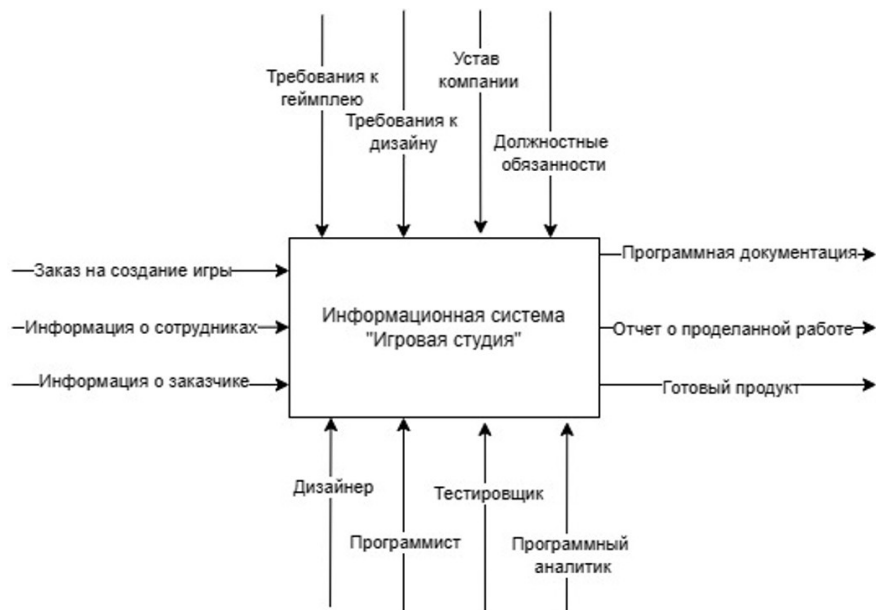 Требования к
геймплею
Требования к
дизайну
Устав
компании
Должностные
обязанности
Заказ на создание игры
Информация о сотрудниках
Информация о заказчике
Информационная система
"Игровая студия"
Программная документация
Отчет о проделанной работе
Готовый продукт
Дизайнер
Программист
Тестировщик
Программный
аналитик